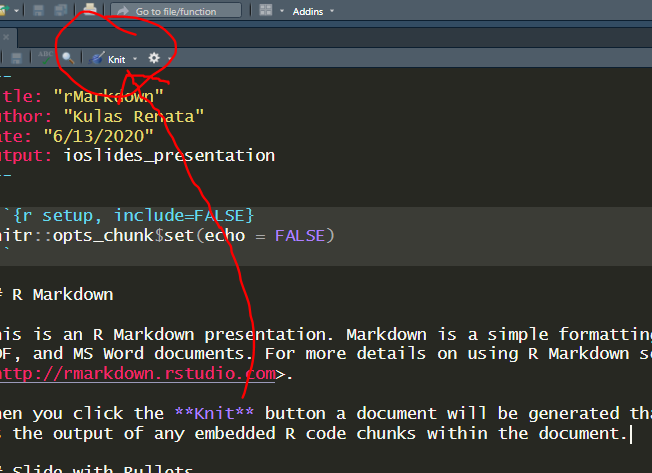 Go to file/function
Addins
ABC
Knit
--
tle: "rMarkdown"
uthor: "Kulas Renata"
ate: "6/13/2020"
utput: ioslides_presentation
--
``{r setup, include=FALSE}
nitr::opts_chunk$set(echo = FALSE)
``
# R Markdown
his is an R Markdown presentation. Markdown is a simple formatting
DF, and MS Word documents. For more details on using R Markdown se
http://rmarkdown.rstudio.com>.
hen you click the **Knit** button a document will be generated tha
s the output of any embedded R code chunks within the document.
# Slide with Bullets